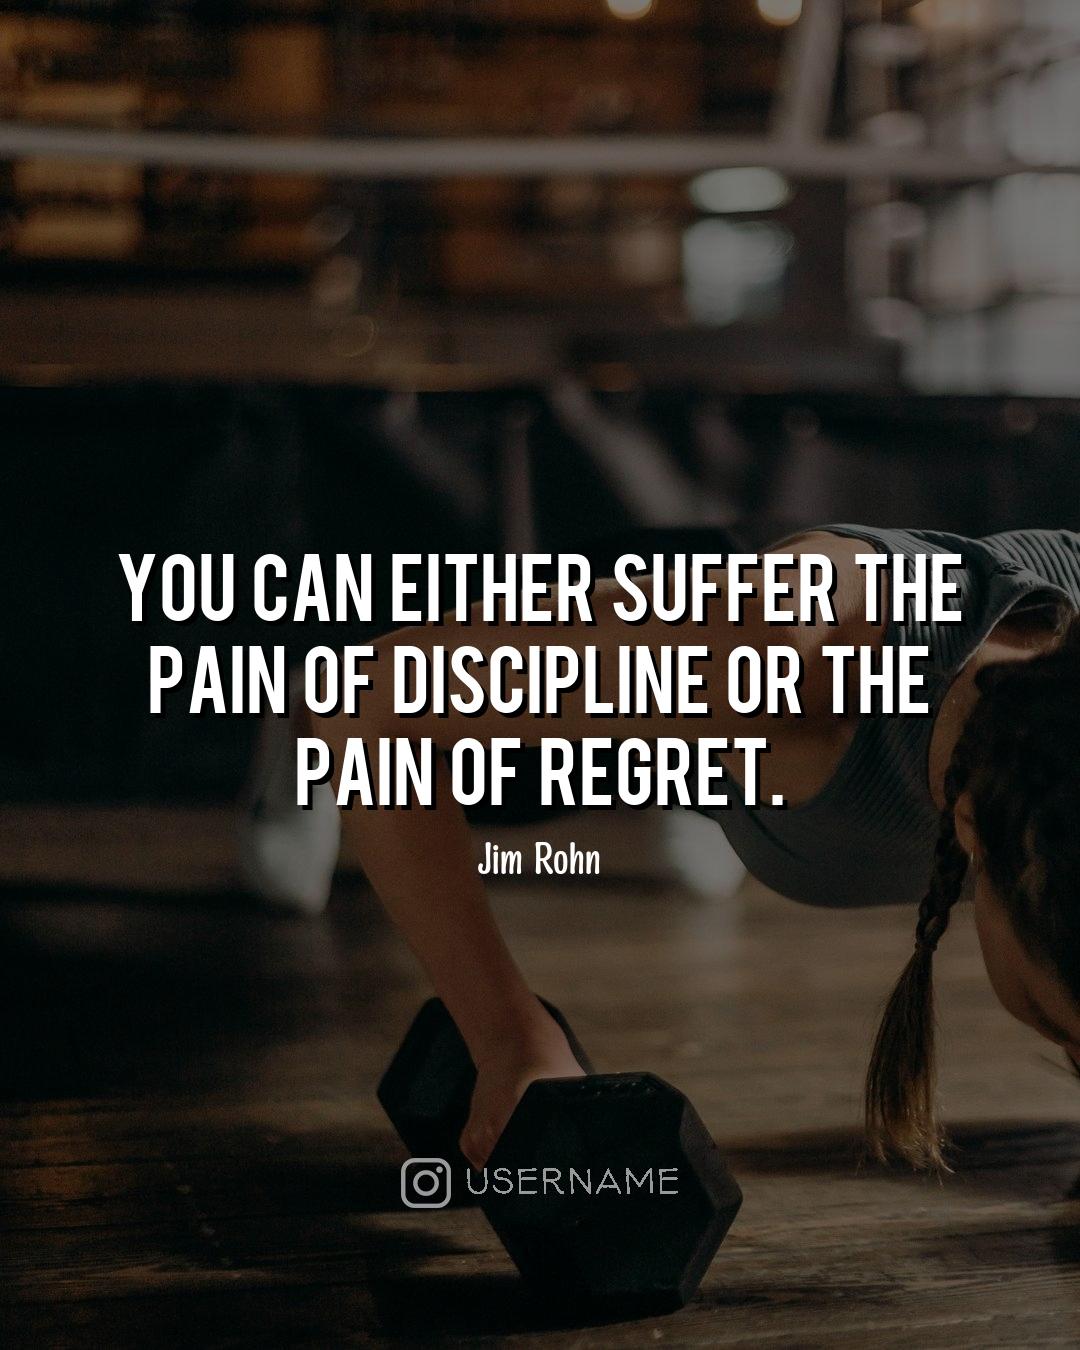 YOU CAN EITHER SUFFER THE
PAIN OF DISCIPLINE OR THE
PAIN OF REGRET.
Jim Rohn
USERNAME